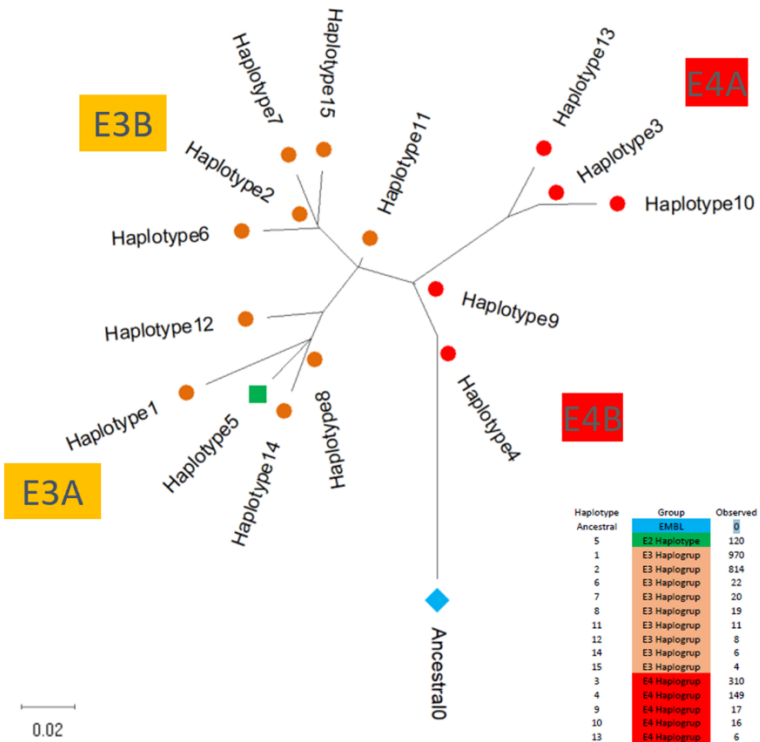 Haplotype13
Haplotype15
Haplotype7
E4A
E3B
Haplotype11
Haplotype3
Haplotype2
Haplotype10
Haplotype6
Haplotype9
Haplotype12
Haplotype4
Haplotype1
Haplotype5
Haplotype8
Haplotype14
E4B
E3A
Ancestral0
0.02
Haplotype Group Observed
Ancestral EMBL 0
5 E2 Haplotype 120
1 E3 Haplogrup 970
2 E3 Haplogrup 814
6 E3 Haplogrup 22
7 E3 Haplogrup 20
8 E3 Haplogrup 19
11 E3 Haplogrup 11
12 E3 Haplogrup 8
14 E3 Haplogrup 6
15 E3 Haplogrup 4
3 E4 Haplogrup 310
4 E4 Haplogrup 149
9 E4 Haplogrup 17
10 E4 Haplogrup 16
13 E4 Haplogrup 6